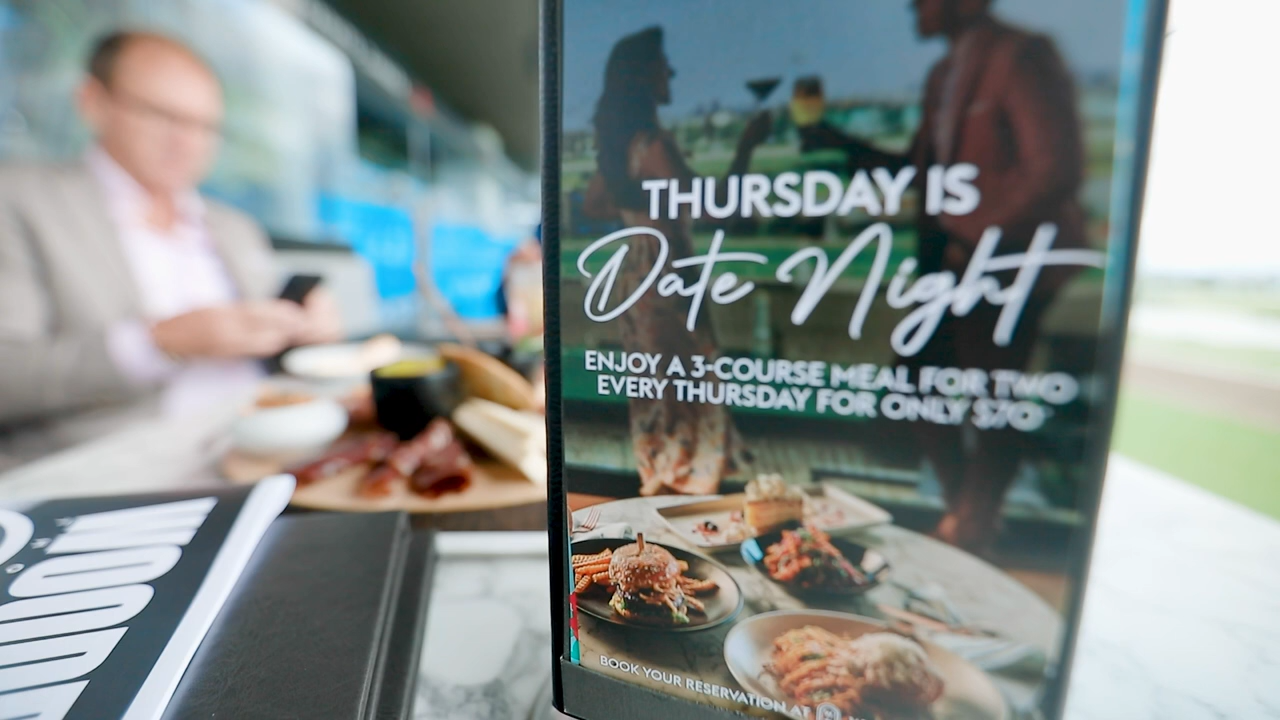 THURSDAY IS
Date Night
ENJOY A 3-COURSE MEAL FOR TWO
EVERY THURSDAY FOR ONLY $70
BOOK YOUR RESERVATION AT